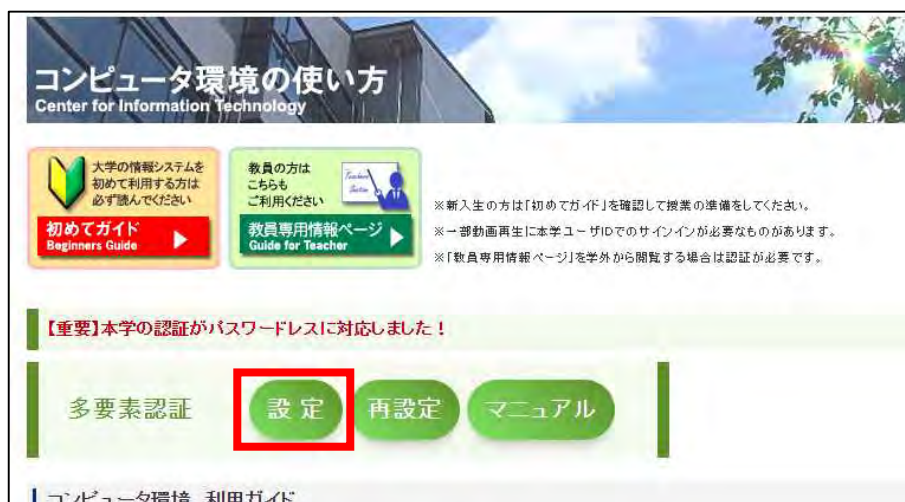 コンピュータ環境の使い方
Center for Information Technology
大学の情報システムを
初めて利用する方は
必ず読んでください
初めてガイド
Beginners Guide
教員の方は
こちらも
ご利用ください
教員専用情報ページ
Guide for Teacher
※新入生の方は「初めてガイド」を確認して授業の準備をしてください。
※一部動画再生に本学ユーザIDでのサインインが必要なものがあります。
※「教員専用情報ページ」を学外から閲覧する場合は認証が必要です。
【重要】本学の認証がパスワードレスに対応しました！
多要素認証
設 定
再設定
マニュアル
コンピュータ環境 利用ガイド